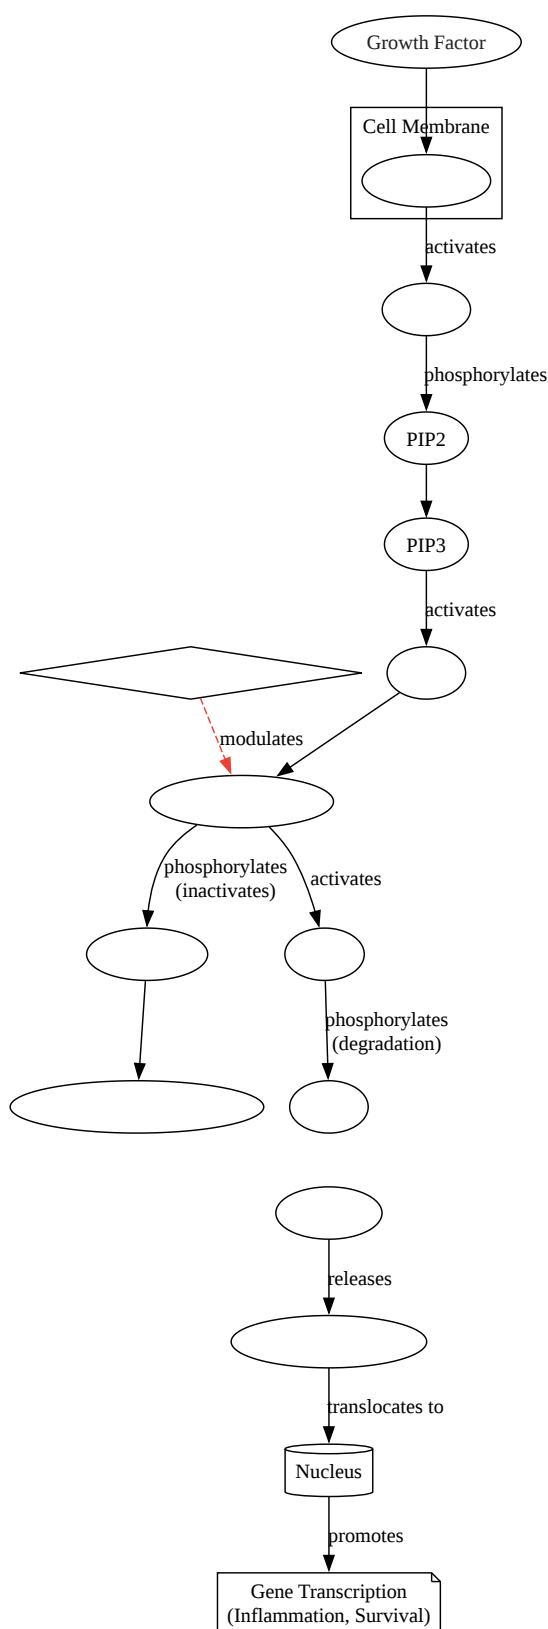 Growth Factor
Cell Membrane
activates
phosphorylates
PIP2
PIP3
activates
modulates
phosphorylates
(inactivates)
activates
phosphorylates
(degradation)
releases
translocates to
Nucleus
promotes
Gene Transcription
(Inflammation, Survival)